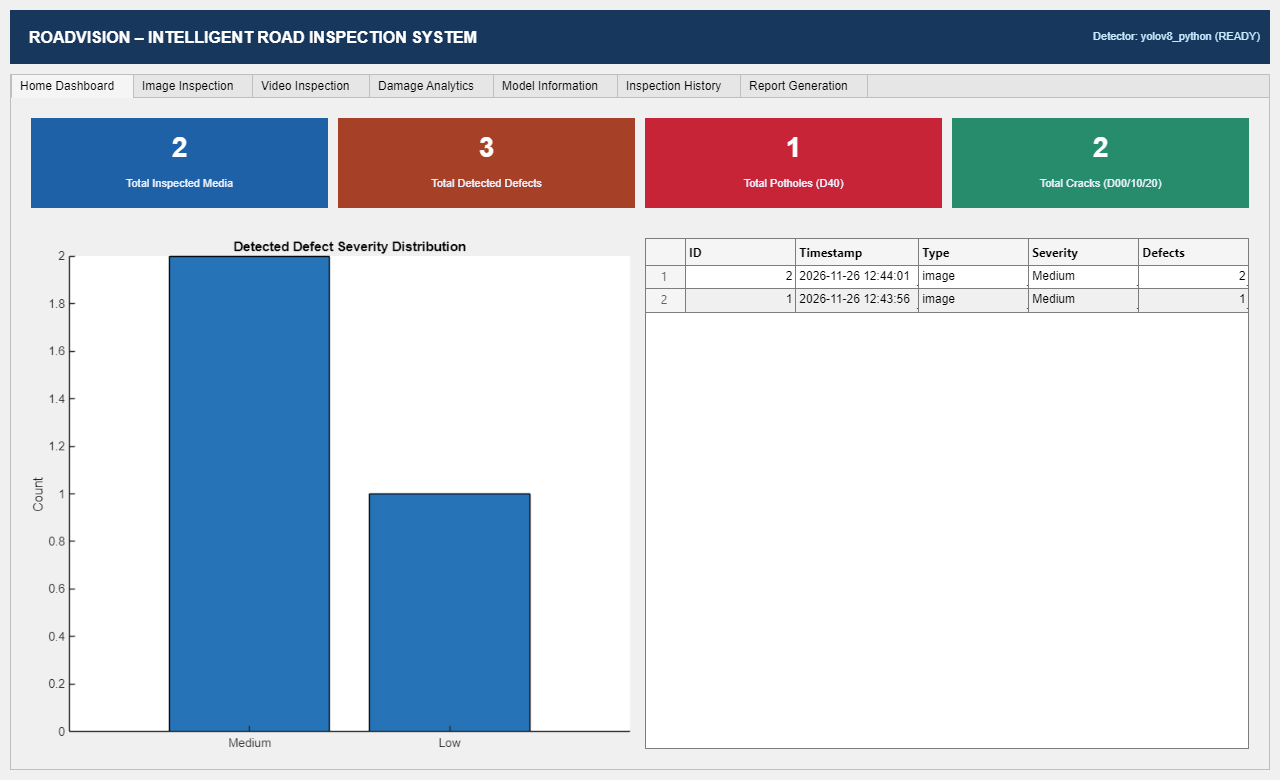 ROADVISION – INTELLIGENT ROAD INSPECTION SYSTEM
Detector: yolov8_python (READY)
Home Dashboard Image Inspection Video Inspection Damage Analytics Model Information Inspection History Report Generation
2
Total Inspected Media
3
Total Detected Defects
1
Total Potholes (D40)
2
Total Cracks (D00/10/20)
Detected Defect Severity Distribution
2
1.8
1.6
1.4
1.2
1
0.8
0.6
0.4
0.2
0
Count
Medium Low
ID Timestamp Type Severity Defects
1 2 2026-11-26 12:44:01 image Medium 2
2 1 2026-11-26 12:43:56 image Medium 1